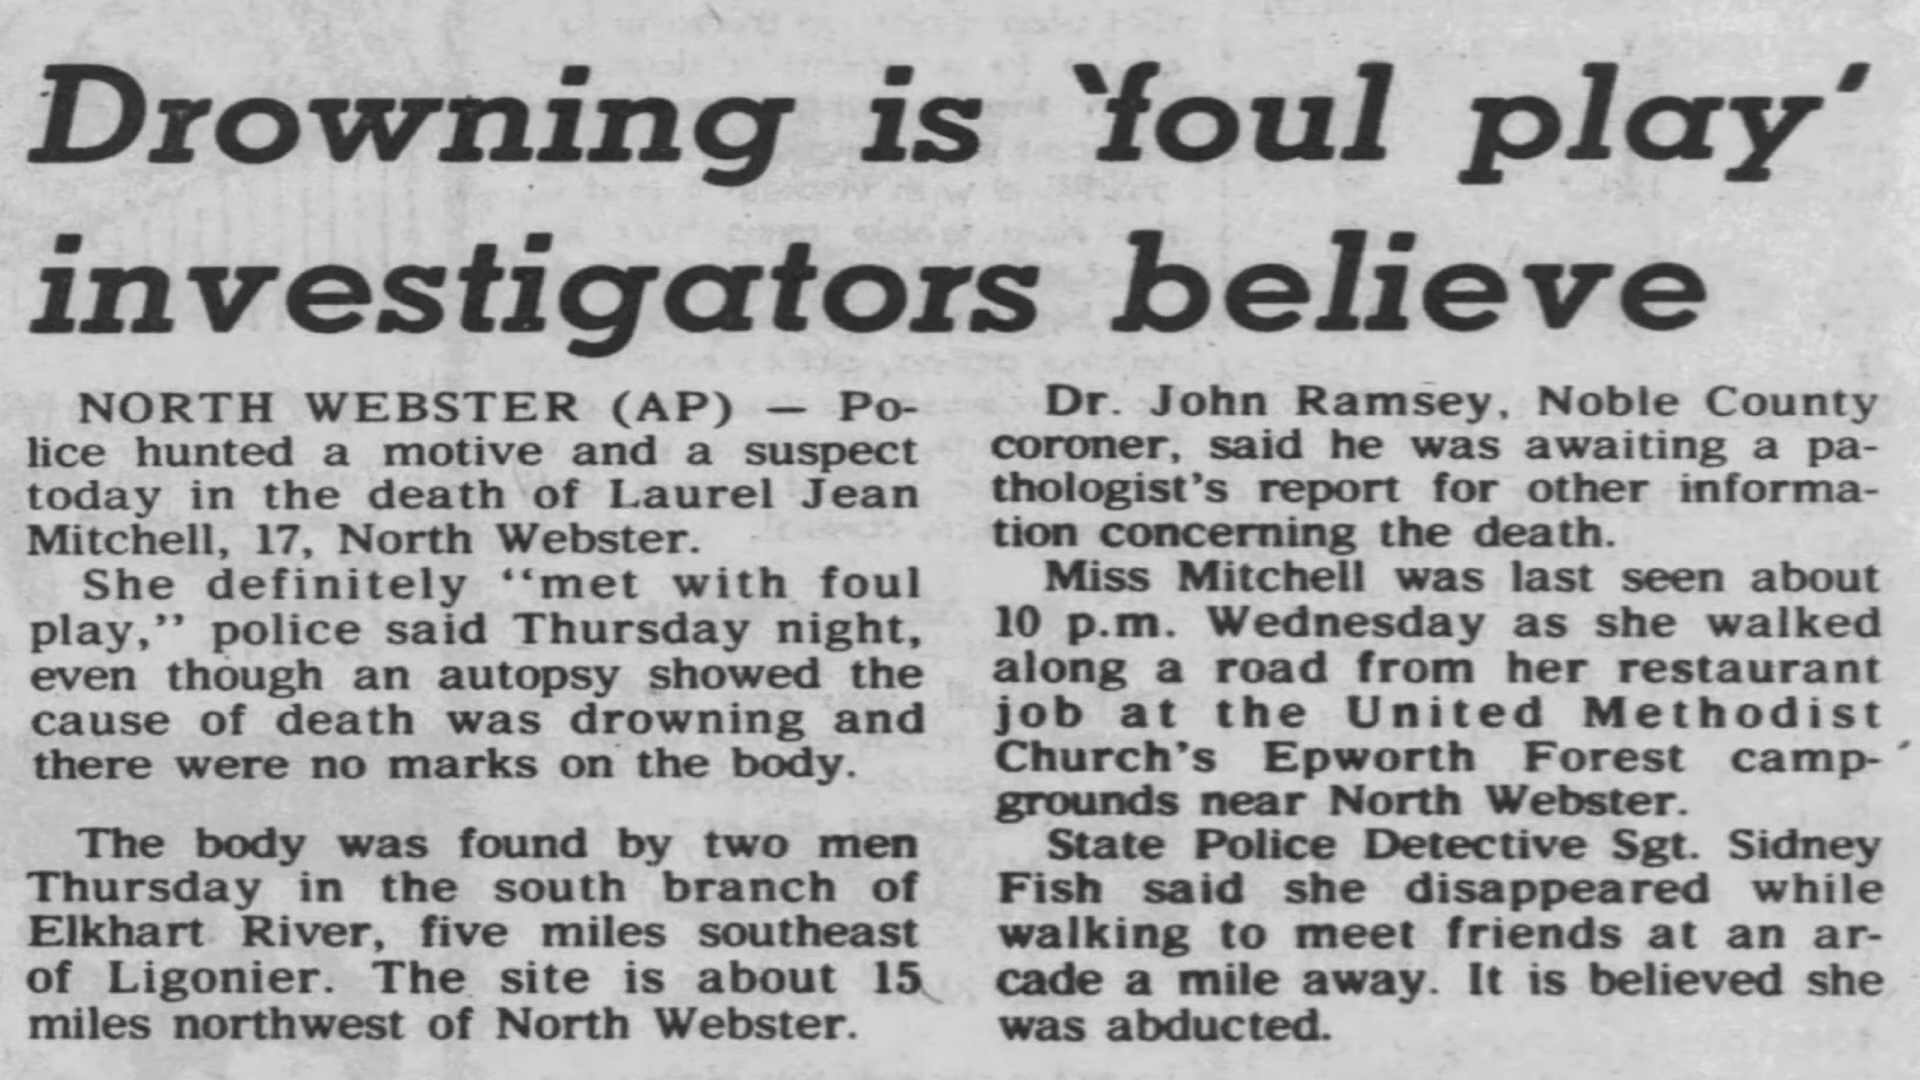 Drowning is 'foul play'
investigators believe
NORTH WEBSTER (AP) — Po-
lice hunted a motive and a suspect
today in the death of Laurel Jean
Mitchell, 17, North Webster.
She definitely "met with foul
play," police said Thursday night,
even though an autopsy showed the
cause of death was drowning and
there were no marks on the body.
The body was found by two men
Thursday in the south branch of
Elkhart River, five miles southeast
of Ligonier. The site is about 15
miles northwest of North Webster.
Dr. John Ramsey, Noble County
coroner, said he was awaiting a pa-
thologist's report for other informa-
tion concerning the death.
Miss Mitchell was last seen about
10 p.m. Wednesday as she walked
along a road from her restaurant
job at the United Methodist
Church's Epworth Forest camp-
grounds near North Webster.
State Police Detective Sgt. Sidney
Fish said she disappeared while
walking to meet friends at an ar-
cade a mile away. It is believed she
was abducted.